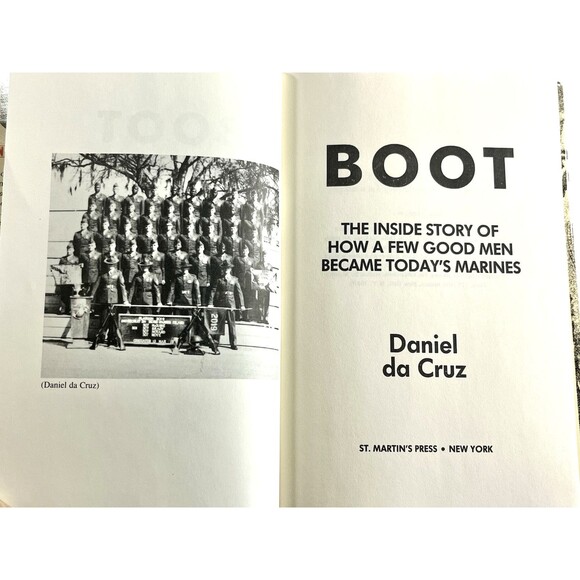 2019
(Daniel da Cruz)
BOOT
THE INSIDE STORY OF
HOW A FEW GOOD MEN
BECAME TODAY'S MARINES
Daniel
da Cruz
ST. MARTIN'S PRESS • NEW YORK